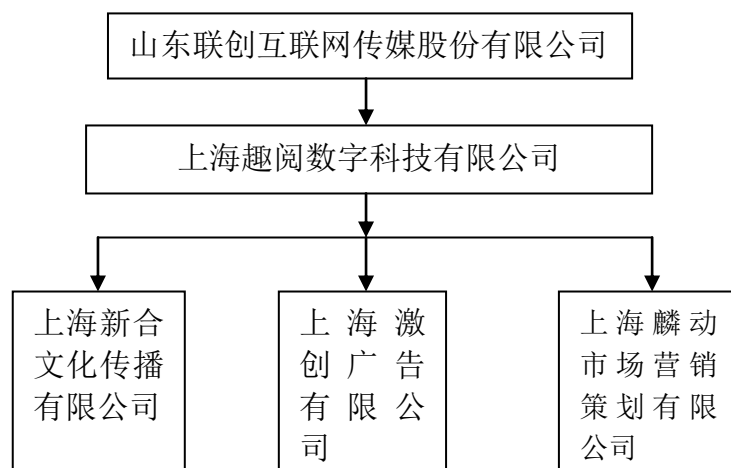 山东联创互联网传媒股份有限公司
上海趣阅数字科技有限公司
上海新合
文化传播
有限公司
上海激
创广告
有限公
司
上海麟动
市场营销
策划有限
公司